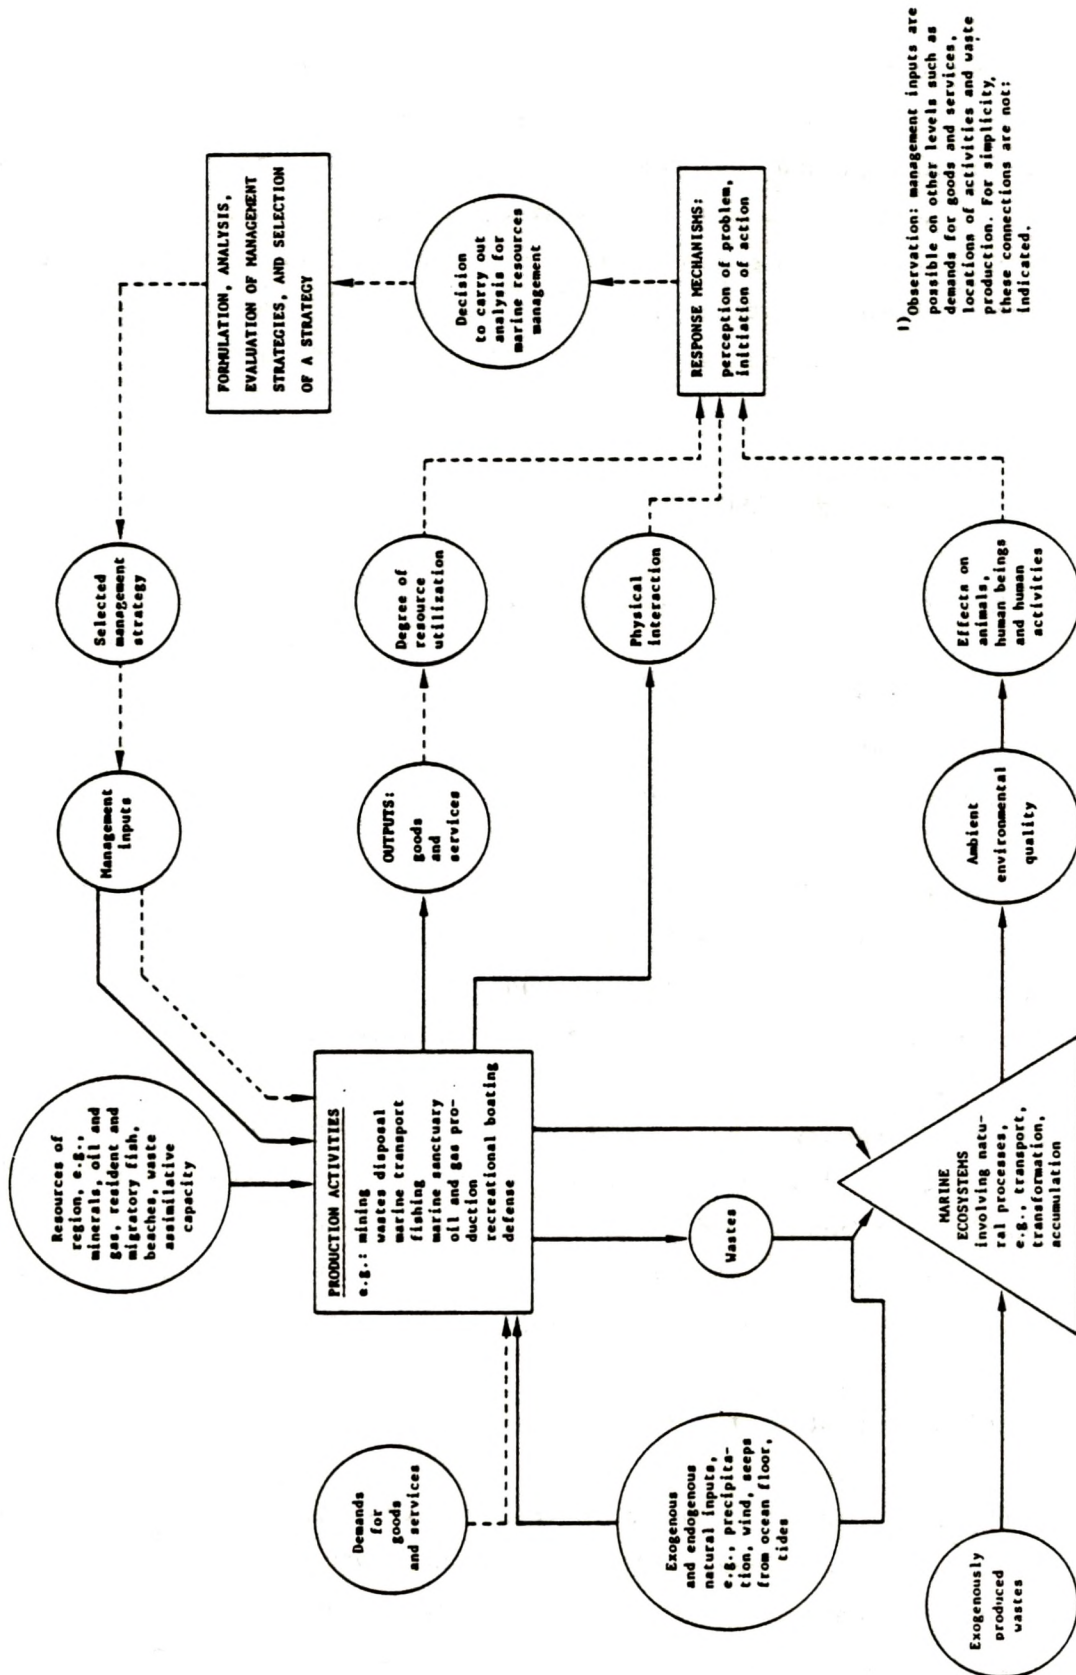 Resources of
region, e.g.,
minerals, oil and
gas, resident and
migratory fish,
beaches, waste
assimilative
capacity
Management
inputs
Selected
management
strategy
FORMULATION, ANALYSIS,
EVALUATION OF MANAGEMENT
STRATEGIES, AND SELECTION
OF A STRATEGY
Demands
for
goods
and services
PRODUCTION ACTIVITIES
e.g.: mining
wastes disposal
marine transport
fishing
marine sanctuary
oil and gas pro-
duction
recreational boating
defense
OUTPUTS:
goods
and
services
Degree of
resource
utilization
Decision
to carry out
analysis for
marine resources
management
Exogenous
and endogenous
natural inputs,
e.g., precipita-
tion, wind, seeps
from ocean floor,
tides
Wastes
Physical
interaction
RESPONSE MECHANISMS:
perception of problem,
initiation of action
Exogenously
produced
wastes
MARINE
ECOSYSTEMS
involving natu-
ral processes,
e.g., transport,
transformation,
accumulation
Ambient
environmental
quality
Effects on
animals,
human beings
and human
activities
1) Observation: management inputs are
possible on other levels such as
demands for goods and services,
locations of activities and waste
production. For simplicity,
these connections are not:
indicated.